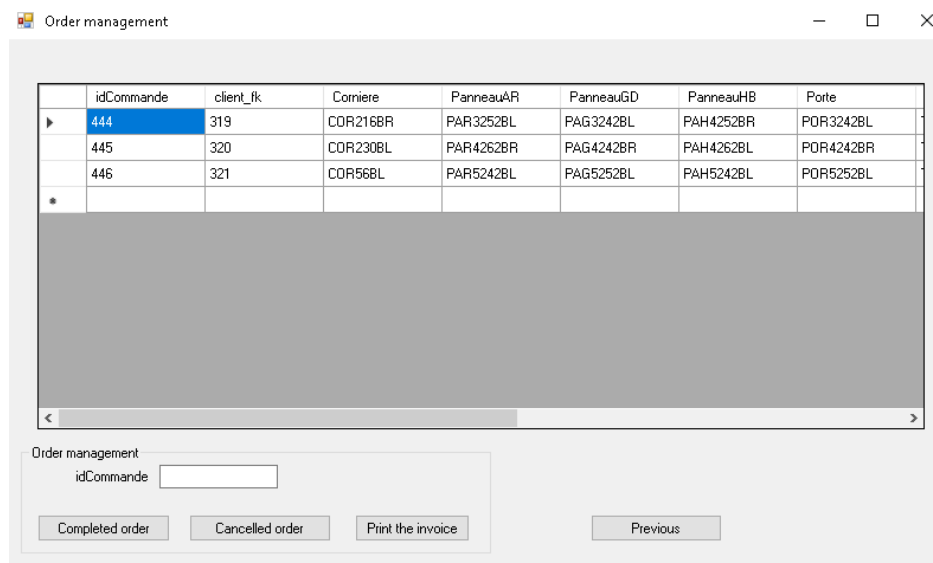 Order management
idCommande client_fk Corniere PanneauAR PanneauGD PanneauHB Porte
444 319 COR216BR PAR3252BL PAG3242BL PAH4252BR POR3242BL
445 320 COR230BL PAR4262BR PAG4242BR PAH4262BL POR4242BR
446 321 COR56BL PAR5242BL PAG5252BL PAH5242BL POR5252BL
Order management
idCommande
Completed order Cancelled order Print the invoice Previous